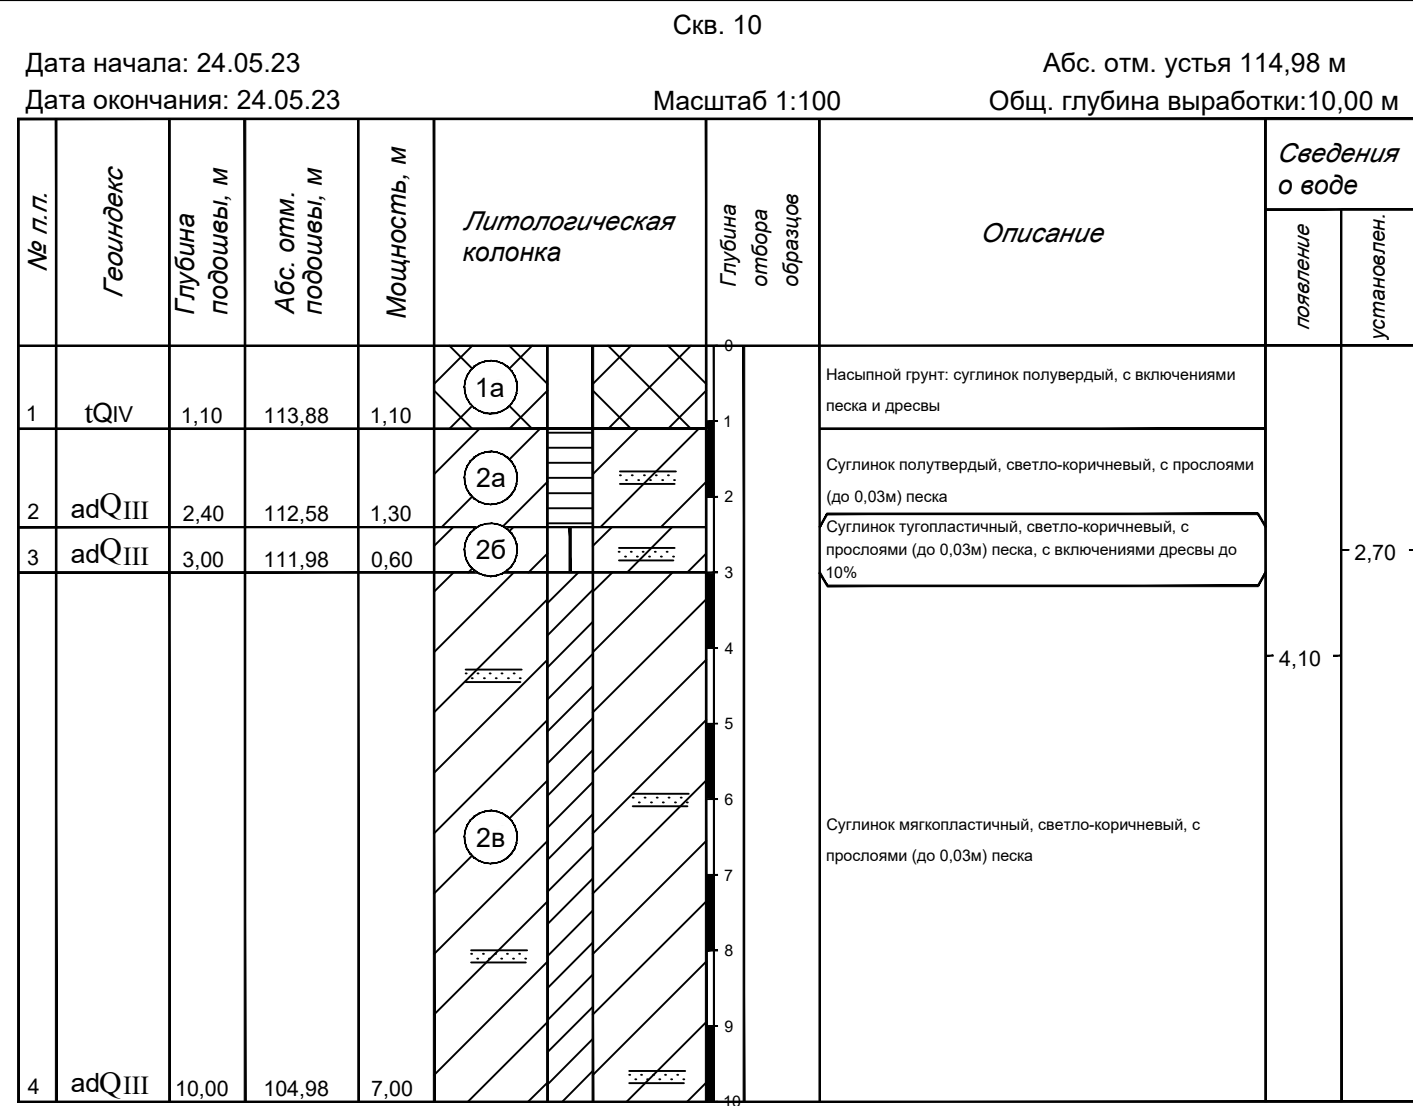 Скв. 10
Дата начала: 24.05.23
Абс. отм. устья 114,98 м
Дата окончания: 24.05.23
Масштаб 1:100
Общ. глубина выработки:10,00 м
№ п.п.
Геоиндекс
Глубина
подошвы, м
Абс. отм.
подошвы, м
Мощность, м
Литологическая
колонка
Глубина
отбора
образцов
Описание
Сведения
о воде
появление
установлен.
0
1
2
3
4
5
6
7
8
9
10
1
tQIV
1,10
113,88
1,10
1а
Насыпной грунт: суглинок полувердый, с включениями
песка и дресвы
2
adQIII
2,40
112,58
1,30
2а
Суглинок полутвердый, светло-коричневый, с прослоями
(до 0,03м) песка
3
adQIII
3,00
111,98
0,60
2б
Суглинок тугопластичный, светло-коричневый, с
прослоями (до 0,03м) песка, с включениями дресвы до
10%
2,70
4,10
4
adQIII
10,00
104,98
7,00
2в
Суглинок мягкопластичный, светло-коричневый, с
прослоями (до 0,03м) песка